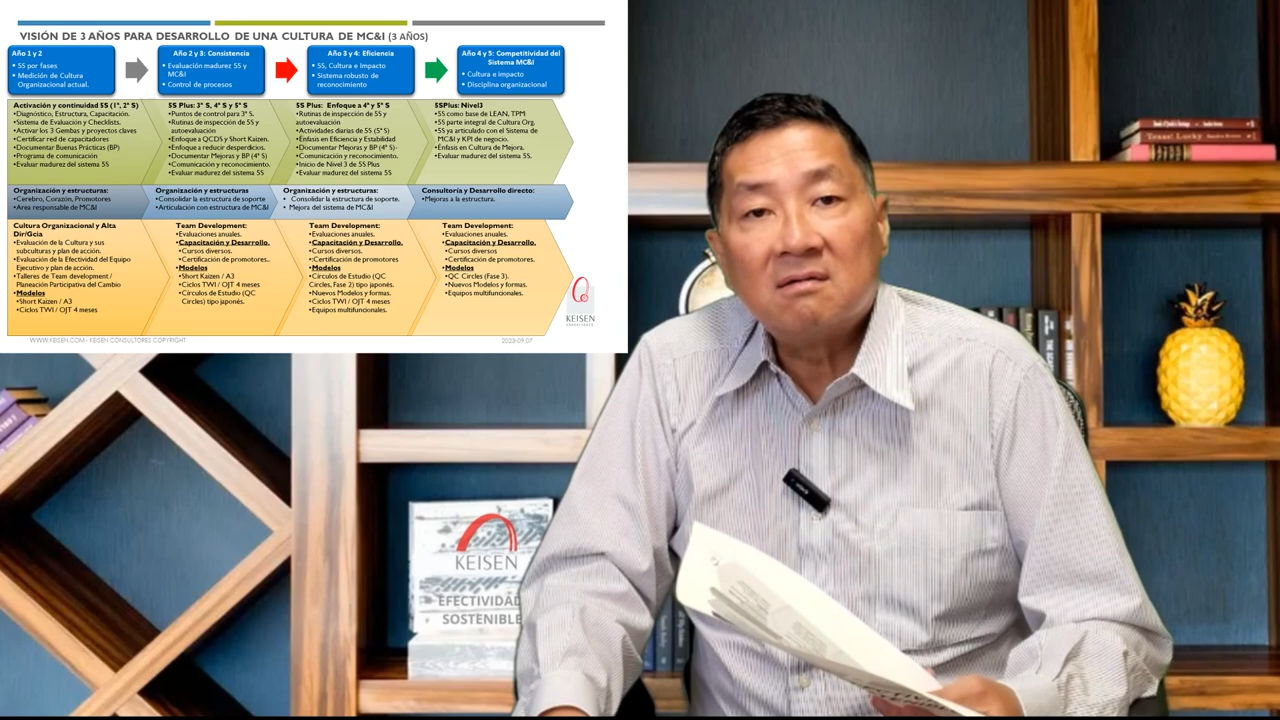 VISIÓN DE 3 AÑOS PARA DESARROLLO DE UNA CULTURA DE MC&I (3 AÑOS)
Año 1 y 2
• 5S por fases
• Medición de Cultura
Organizacional actual.
Año 2 y 3: Consistencia
• Evaluación madurez 5S y
MC&I
• Control de procesos
Año 3 y 4: Eficiencia
• 5S, Cultura e Impacto
• Sistema robusto de
reconocimiento
Año 4 y 5: Competitividad del
Sistema MC&I
• Cultura e impacto
• Disciplina organizacional
Activación y continuidad 5S (1ª, 2ª S)
•Diagnóstico, Estructura, Capacitación.
•Sistema de Evaluación y Checklists.
•Activar los 3 Gembas y proyectos claves
•Certificar red de capacitadores
•Documentar Buenas Prácticas (BP)
•Programa de comunicación
•Evaluar madurez del sistema 5S
5S Plus: 3ª S, 4ª S y 5ª S
•Puntos de control para 3ª S.
•Rutinas de inspección de 5S y
autoevaluación
•Enfoque a QCDS y Short Kaizen.
•Enfoque a reducir desperdicios.
•Documentar Mejoras y BP (4ª S)
•Comunicación y reconocimiento.
•Evaluar madurez del sistema 5S
5S Plus: Enfoque a 4ª y 5ª S
•Rutinas de inspección de 5S y
autoevaluación
•Actividades diarias de 5S (5ª S)
•Énfasis en Eficiencia y Estabilidad
•Documentar Mejoras y BP (4ª S)-
•Comunicación y reconocimiento.
•Inicio de Nivel 3 de 5S Plus
•Evaluar madurez del sistema 5S
5SPlus: Nivel3
•5S como base de LEAN, TPM
•5S parte integral de Cultura Org.
•5S ya articulado con el Sistema de
MC&I y KPI de negocio.
•Énfasis en Cultura de Mejora.
•Evaluar madurez del sistema 5S.
Organización y estructuras:
•Cerebro, Corazón, Promotores
•Area responsable de MC&I
Organización y estructuras
•Consolidar la estructura de soporte
•Articulación con estructura de MC&I
Organización y estructuras:
• Consolidar la estructura de soporte.
• Mejora del sistema de MC&I
Consultoría y Desarrollo directo:
•Mejoras a la estructura.
Cultura Organizacional y Alta
Dir/Gcia
•Evaluación de la Cultura y sus
subculturas y plan de acción.
•Evaluación de la Efectividad del Equipo
Ejecutivo y plan de acción.
•Talleres de Team development /
Planeación Participativa del Cambio
•Modelos
•Short Kaizen / A3
•Ciclos TWI / OJT 4 meses
Team Development:
•Evaluaciones anuales.
•Capacitación y Desarrollo.
•Cursos diversos.
•Certificación de promotores..
•Modelos
•Short Kaizen / A3
•Ciclos TWI / OJT 4 meses
•Círculos de Estudio (QC
Circles) tipo japonés.
Team Development:
•Evaluaciones anuales.
•Capacitación y Desarrollo.
•Cursos diversos.
•:Certificación de promotores
•Modelos
•Círculos de Estudio (QC
Circles, Fase 2) tipo japonés.
•Nuevos Modelos y formas.
•Ciclos TWI / OJT 4 meses
•Equipos multifuncionales.
Team Development:
•Evaluaciones anuales.
•Capacitación y Desarrollo.
•Cursos diversos
•Certificación de promotores.
•Modelos
•QC Circles (Fase 3).
•Nuevos Modelos y formas.
•Equipos multifuncionales.
KEISEN
CONSULTORES
WWW.KEISEN.COM - KEISEN CONSULTORES COPYRIGHT
2023-09.07
KEISEN
EFECTIVIDAD
SOSTENIBLE